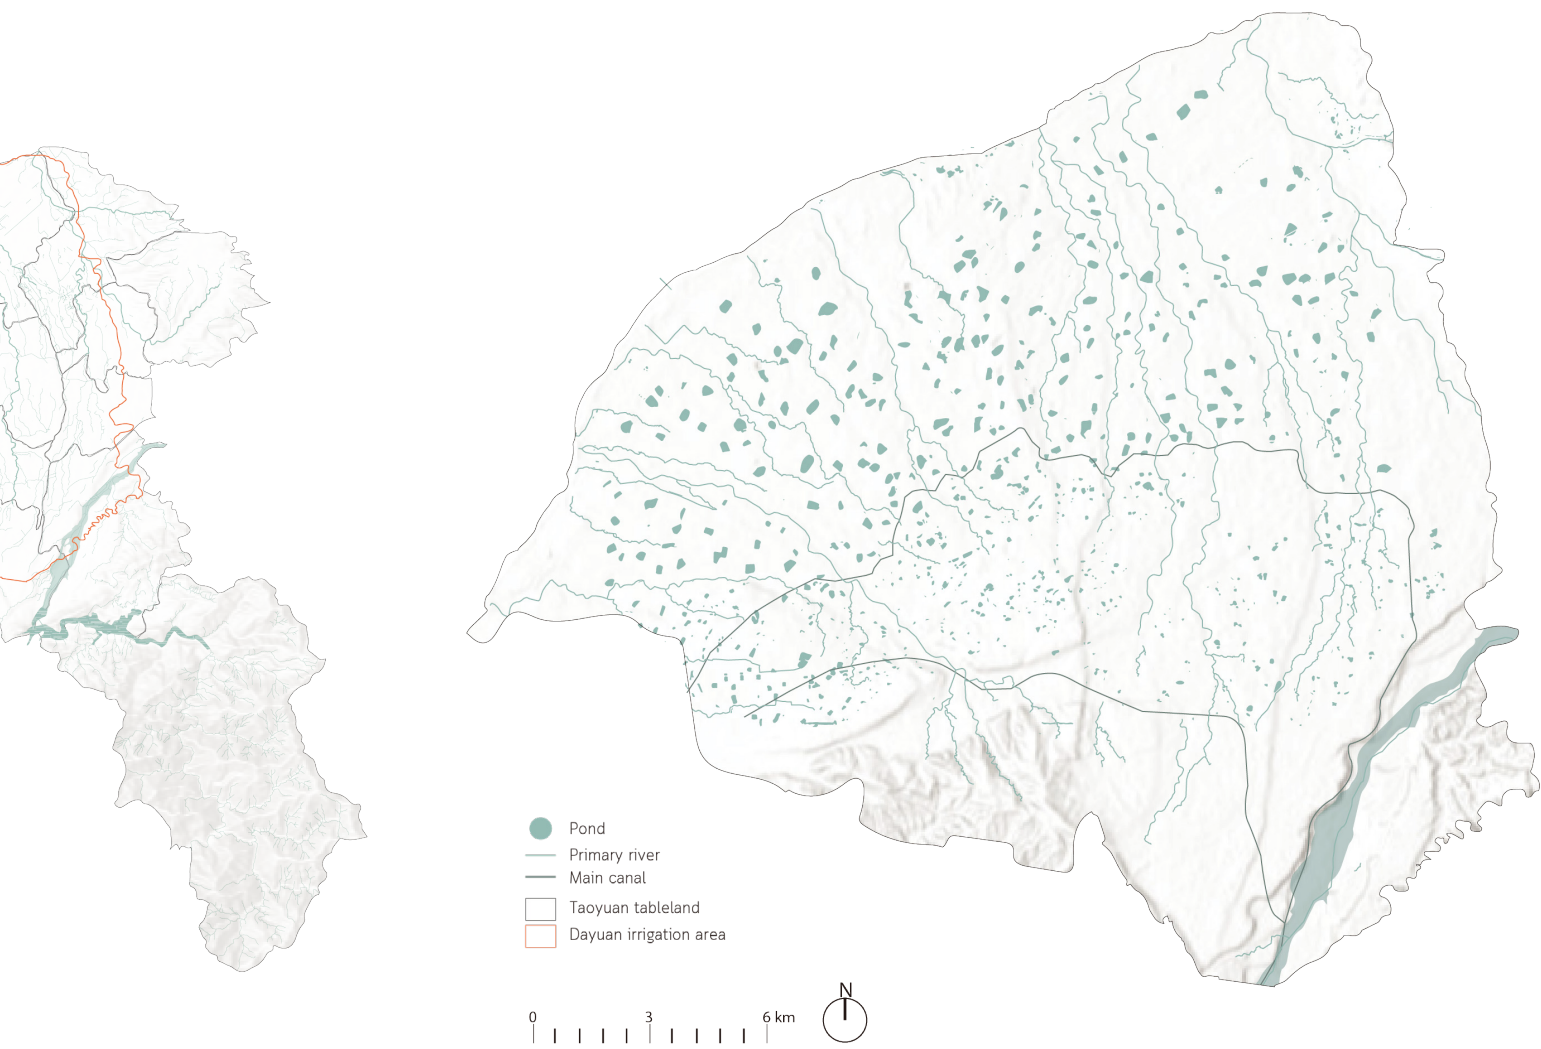 Pond
Primary river
Main canal
Taoyuan tableland
Dayuan irrigation area
N
0 3 6 km